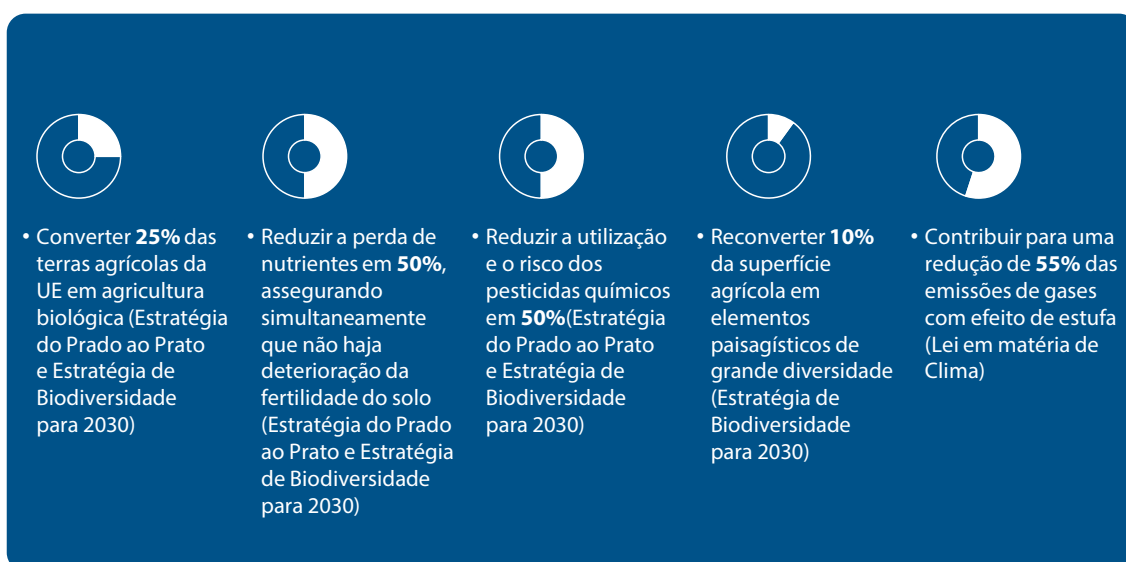 • Converter 25% das
terras agrícolas da
UE em agricultura
biológica (Estratégia
do Prado ao Prato
e Estratégia de
Biodiversidade
para 2030)
• Reduzir a perda de
nutrientes em 50%,
assegurando
simultaneamente
que não haja
deterioração da
fertilidade do solo
(Estratégia do Prado
ao Prato e Estratégia
de Biodiversidade
para 2030)
• Reduzir a utilização
e o risco dos
pesticidas químicos
em 50%(Estratégia
do Prado ao Prato
e Estratégia de
Biodiversidade
para 2030)
• Reconverter 10%
da superfície
agrícola em
elementos
paisagísticos de
grande diversidade
(Estratégia de
Biodiversidade
para 2030)
• Contribuir para uma
redução de 55% das
emissões de gases
com efeito de estufa
(Lei em matéria de
Clima)